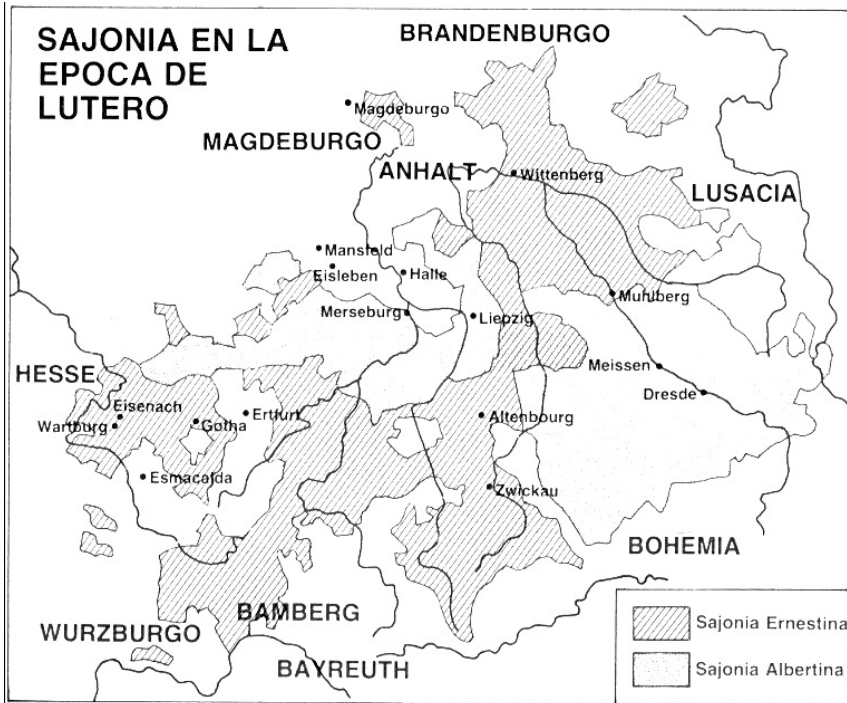 SAJONIA EN LA
EPOCA DE
LUTERO
BRANDENBURGO
Magdeburgo
MAGDEBURGO
ANHALT
Wittenberg
LUSACIA
Mansfeld
Eisleben
Halle
Muhlberg
Merseburg
Liepzig
Meissen
HESSE
Dresde
Eisenach
Wartburg
Gotha
Ertfurt
Altenbourg
Esmacalda
Zwickau
BOHEMIA
BAMBERG
WURZBURGO
BAYREUTH
Sajonia Ernestina
Sajonia Albertina